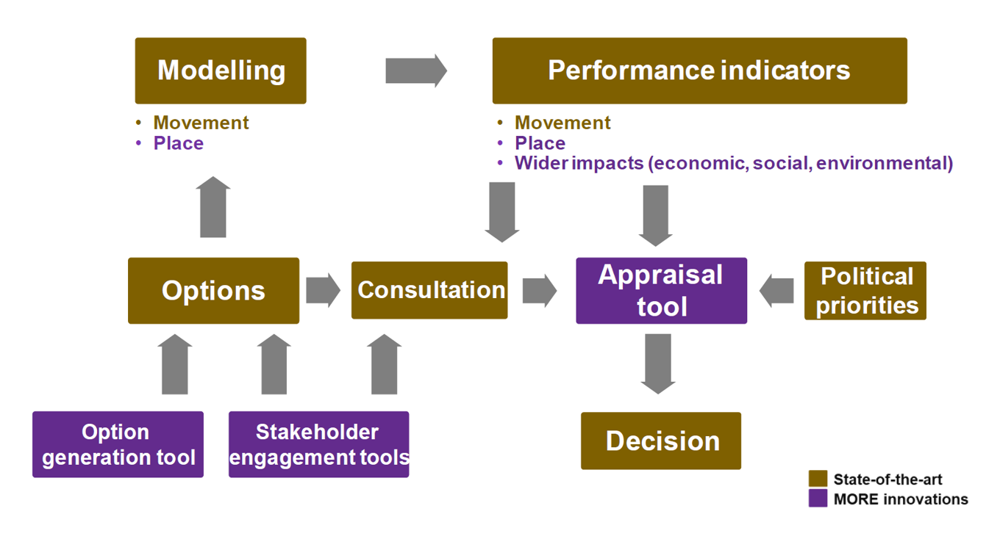 Modelling
Performance indicators
• Movement
• Place
• Movement
• Place
• Wider impacts (economic, social, environmental)
Options
Consultation
Appraisal
tool
Political
priorities
Option
generation tool
Stakeholder
engagement tools
Decision
State-of-the-art
MORE innovations